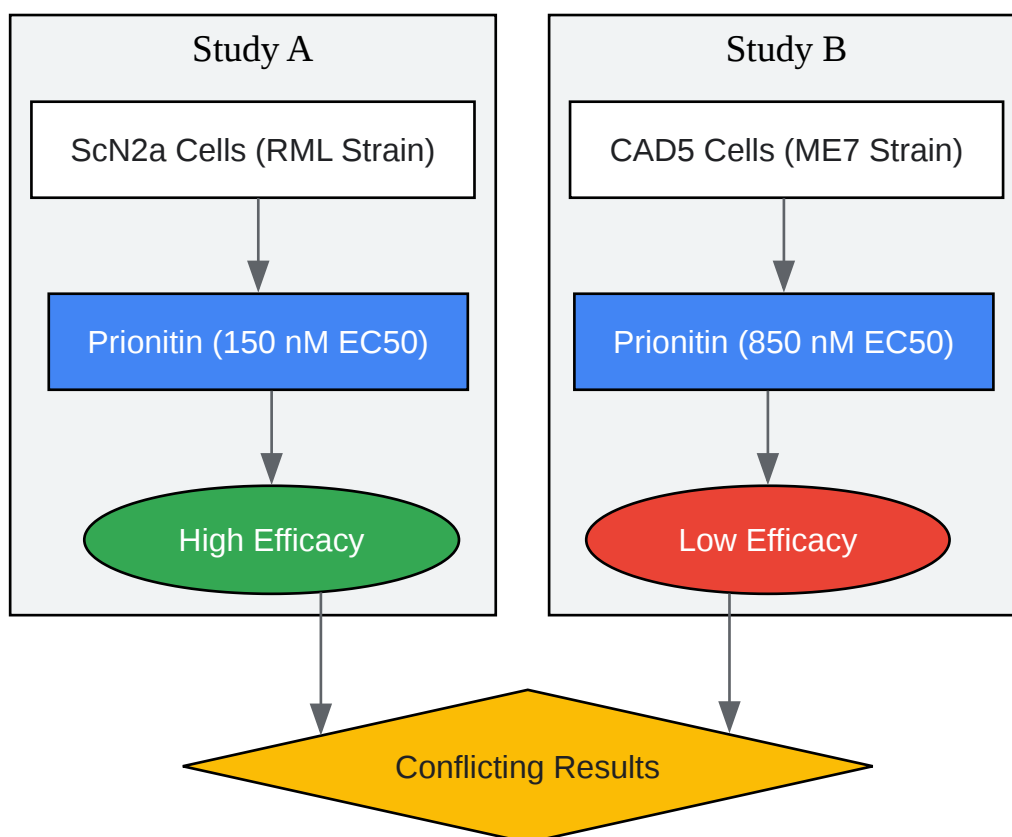 Study A
ScN2a Cells (RML Strain)
Prionitin (150 nM EC50)
High Efficacy
Study B
CAD5 Cells (ME7 Strain)
Prionitin (850 nM EC50)
Low Efficacy
Conflicting Results